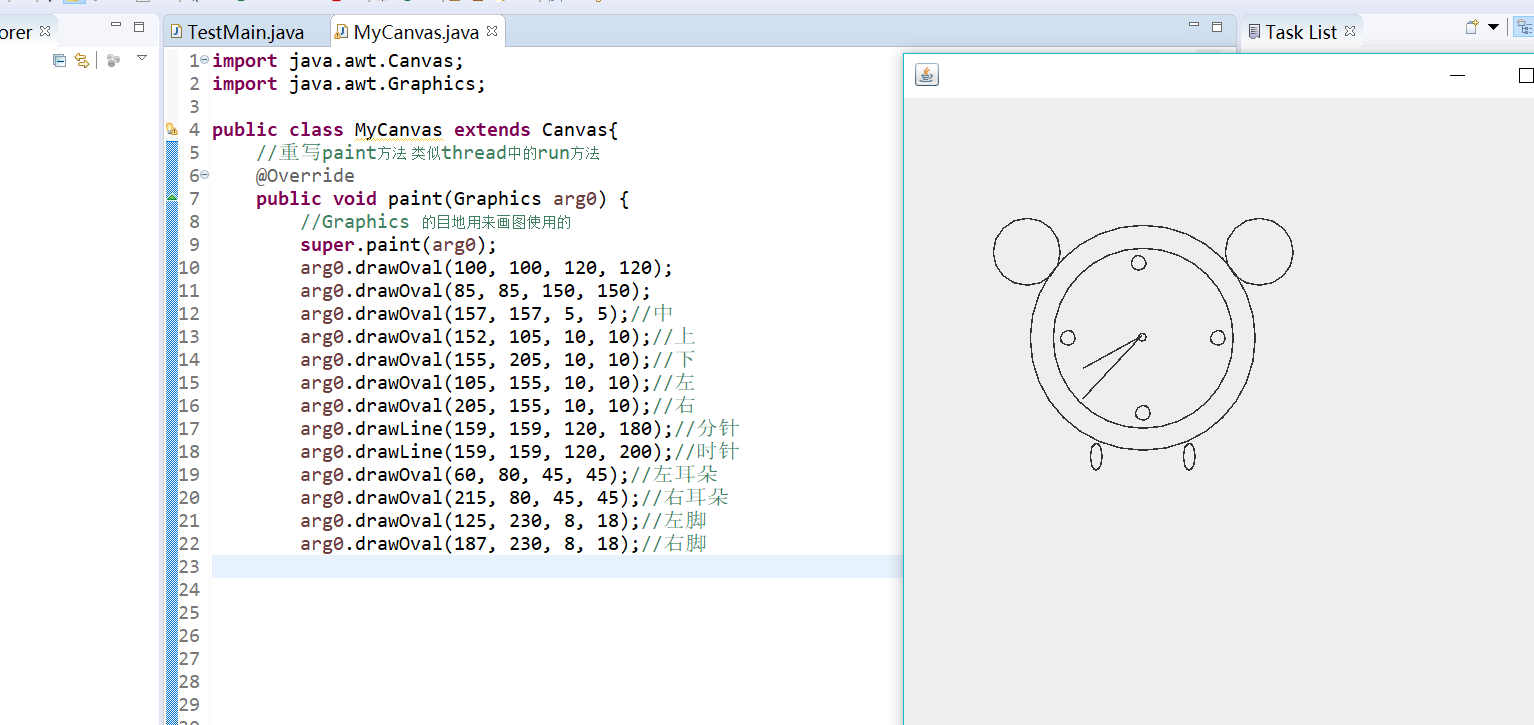 orer
TestMain.java
MyCanvas.java
Task List
1 import java.awt.Canvas;
2 import java.awt.Graphics;
3
4 public class MyCanvas extends Canvas{
5 //重写paint方法 类似thread中的run方法
6 @Override
7 public void paint(Graphics arg0) {
8 //Graphics 的目地用来画图使用的
9 super.paint(arg0);
10 arg0.drawOval(100, 100, 120, 120);
11 arg0.drawOval(85, 85, 150, 150);
12 arg0.drawOval(157, 157, 5, 5);//中
13 arg0.drawOval(152, 105, 10, 10);//上
14 arg0.drawOval(155, 205, 10, 10);//下
15 arg0.drawOval(105, 155, 10, 10);//左
16 arg0.drawOval(205, 155, 10, 10);//右
17 arg0.drawLine(159, 159, 120, 180);//分针
18 arg0.drawLine(159, 159, 120, 200);//时针
19 arg0.drawOval(60, 80, 45, 45);//左耳朵
20 arg0.drawOval(215, 80, 45, 45);//右耳朵
21 arg0.drawOval(125, 230, 8, 18);//左脚
22 arg0.drawOval(187, 230, 8, 18);//右脚
23
24
25
26
27
28
29